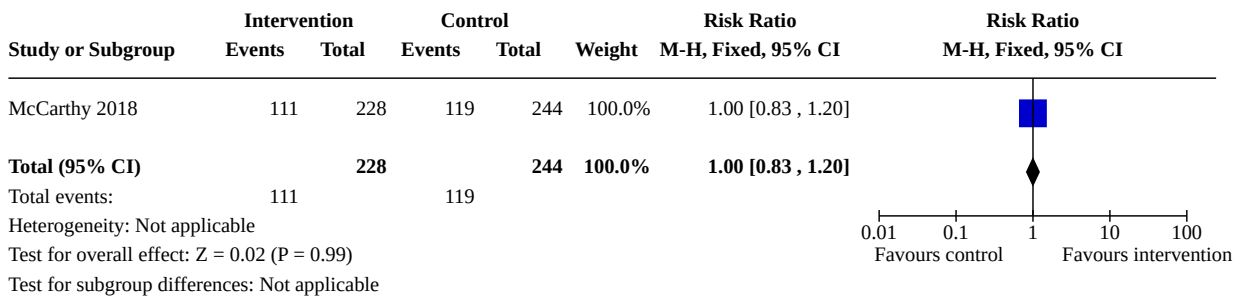 Intervention Control Risk Ratio Risk Ratio
Study or Subgroup Events Total Events Total Weight M-H, Fixed, 95% CI M-H, Fixed, 95% CI
McCarthy 2018 111 228 119 244 100.0% 1.00 [0.83 , 1.20]
Total (95% CI) 228 244 100.0% 1.00 [0.83 , 1.20]
Total events: 111 119
Heterogeneity: Not applicable
0.01 0.1 1 10 100
Test for overall effect: Z = 0.02 (P = 0.99) Favours control Favours intervention
Test for subgroup differences: Not applicable